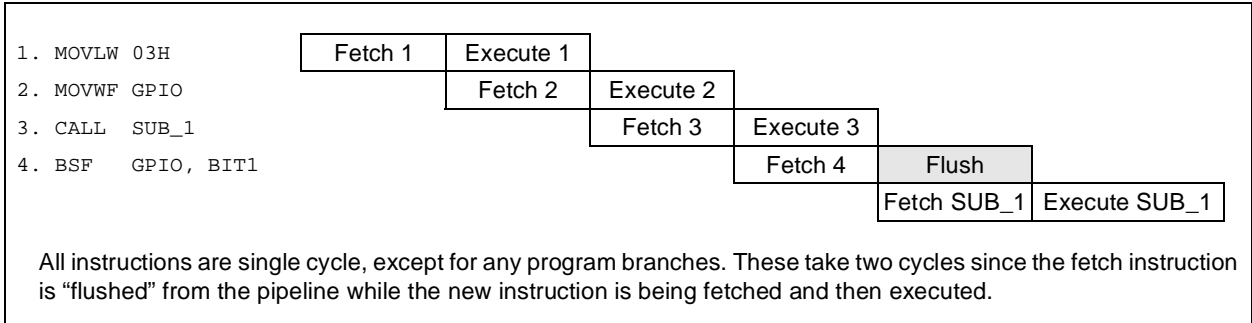 1. MOVLW 03H Fetch 1 Execute 1
2. MOVWF GPIO Fetch 2 Execute 2
3. CALL SUB_1 Fetch 3 Execute 3
4. BSF GPIO, BIT1 Fetch 4 Flush
Fetch SUB_1 Execute SUB_1
All instructions are single cycle, except for any program branches. These take two cycles since the fetch instruction
is “flushed” from the pipeline while the new instruction is being fetched and then executed.